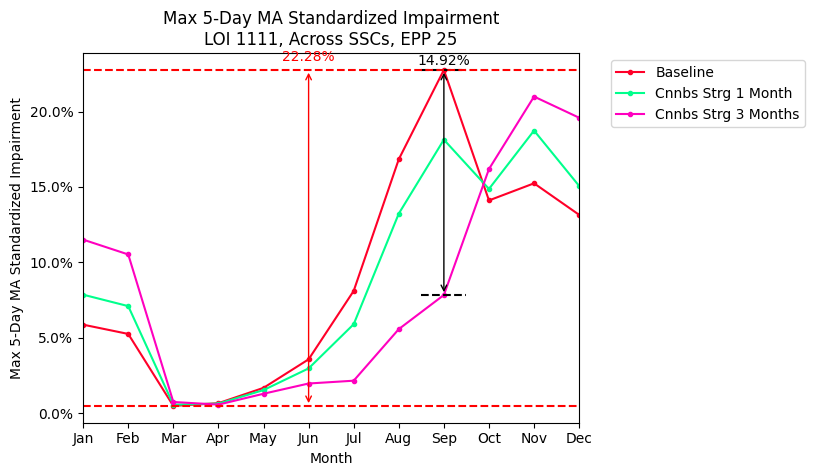 Max 5-Day MA Standardized Impairment
LOI 1111, Across SSCs, EPP 25
22.28%
14.92%
Baseline
Cnnbs Strg 1 Month
Cnnbs Strg 3 Months
Max 5-Day MA Standardized Impairment
20.0%
15.0%
10.0%
5.0%
0.0%
Jan Feb Mar Apr May Jun Jul Aug Sep Oct Nov Dec
Month